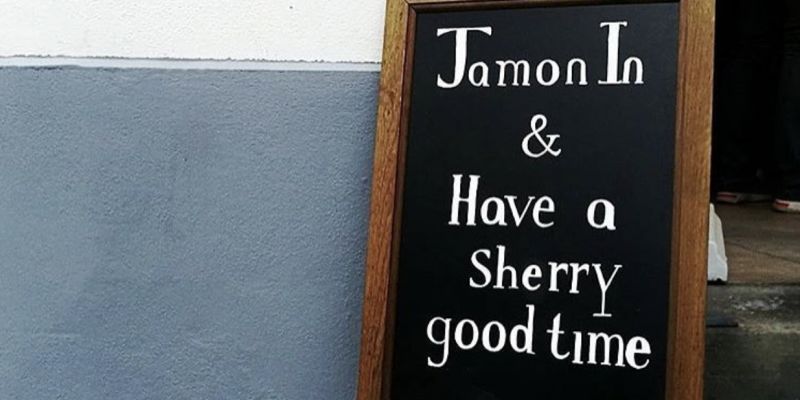 Jamon In
&
Have a
Sherry
good time